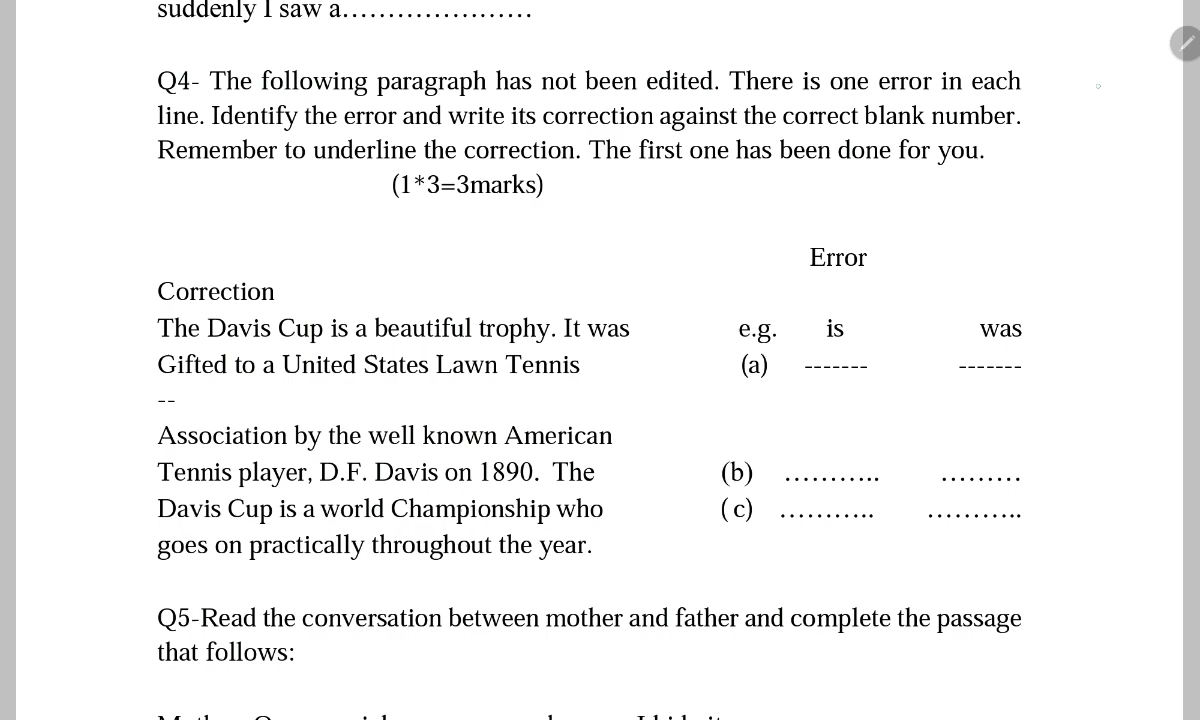 suddenly I saw a…………………
Q4- The following paragraph has not been edited. There is one error in each
line. Identify the error and write its correction against the correct blank number.
Remember to underline the correction. The first one has been done for you.
(1*3=3marks)
Error
Correction
The Davis Cup is a beautiful trophy. It was e.g. is was
Gifted to a United States Lawn Tennis (a) ------- -------
--
Association by the well known American
Tennis player, D.F. Davis on 1890. The (b) ……….. ………
Davis Cup is a world Championship who ( c) ……….. ………..
goes on practically throughout the year.
Q5-Read the conversation between mother and father and complete the passage
that follows: